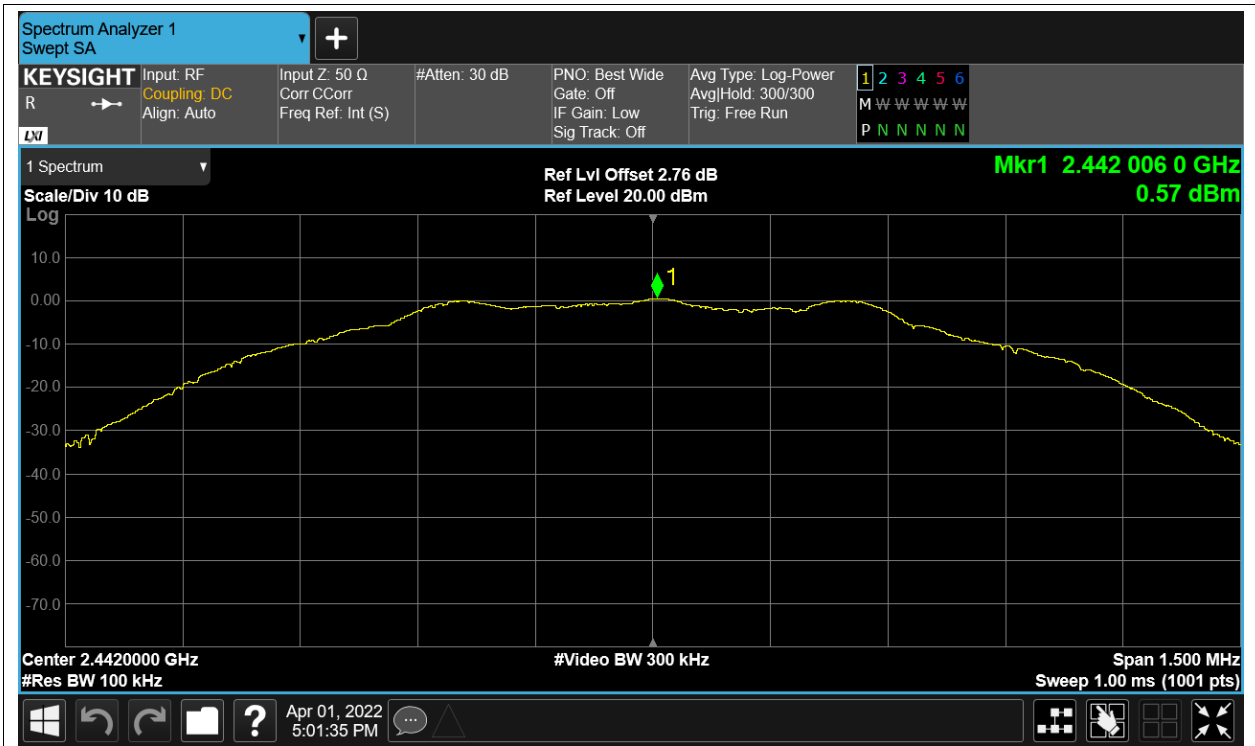 Spectrum Analyzer 1
Swept SA
KEYSIGHT
R
LXI
Input: RF
Coupling: DC
Align: Auto
Input Z: 50 Ω
Corr CCorr
Freq Ref: Int (S)
#Atten: 30 dB
PNO: Best Wide
Gate: Off
IF Gain: Low
Sig Track: Off
Avg Type: Log-Power
Avg|Hold: 300/300
Trig: Free Run
1 2 3 4 5 6
M W W W W W
P N N N N N
1 Spectrum
Scale/Div 10 dB
Log
Ref Lvl Offset 2.76 dB
Ref Level 20.00 dBm
Mkr1 2.442 006 0 GHz
0.57 dBm
1
10.0
0.00
-10.0
-20.0
-30.0
-40.0
-50.0
-60.0
-70.0
Center 2.4420000 GHz
#Video BW 300 kHz
Span 1.500 MHz
#Res BW 100 kHz
Sweep 1.00 ms (1001 pts)
?
Apr 01, 2022
5:01:35 PM